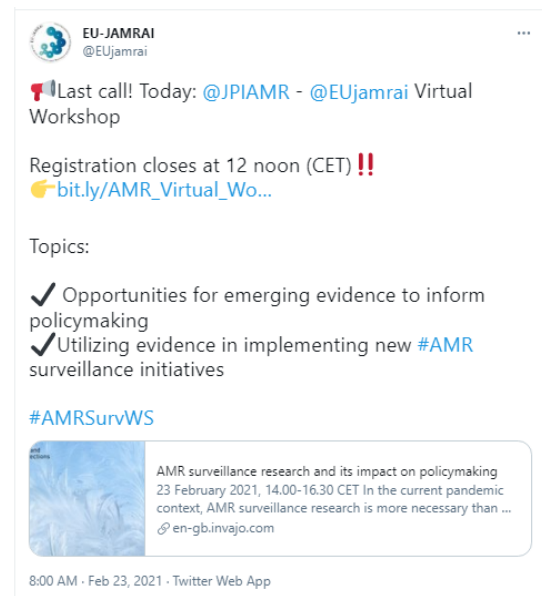 EU-JAMRAI
@EUjamrai
Last call! Today: @JPIAMR - @EUjamrai Virtual
Workshop
Registration closes at 12 noon (CET)‼
bit.ly/AMR_Virtual_Wo...
Topics:
✔ Opportunities for emerging evidence to inform
policymaking
✔Utilizing evidence in implementing new #AMR
surveillance initiatives
#AMRSurvWS
and
ections
AMR surveillance research and its impact on policymaking
23 February 2021, 14.00-16.30 CET In the current pandemic
context, AMR surveillance research is more necessary than ...
en-gb.invajo.com
8:00 AM · Feb 23, 2021 · Twitter Web App